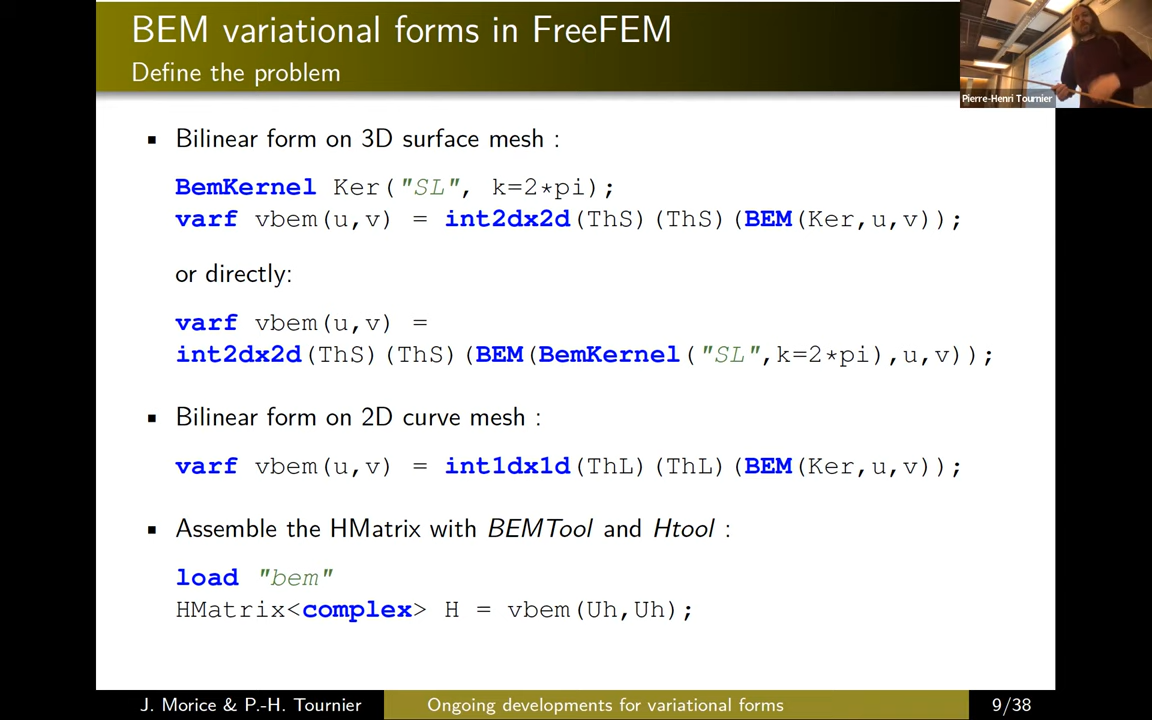 BEM variational forms in FreeFEM
Define the problem
Pierre-Henri Tournier
▪ Bilinear form on 3D surface mesh :
BemKernel Ker("SL", k=2*pi);
varf vbem(u,v) = int2dx2d(ThS)(ThS)(BEM(Ker,u,v));
or directly:
varf vbem(u,v) =
int2dx2d(ThS)(ThS)(BEM(BemKernel("SL",k=2*pi),u,v));
▪ Bilinear form on 2D curve mesh :
varf vbem(u,v) = int1dx1d(ThL)(ThL)(BEM(Ker,u,v));
▪ Assemble the HMatrix with BEMTool and Htool :
load "bem"
HMatrix<complex> H = vbem(Uh,Uh);
J. Morice & P.-H. Tournier
Ongoing developments for variational forms
9/38